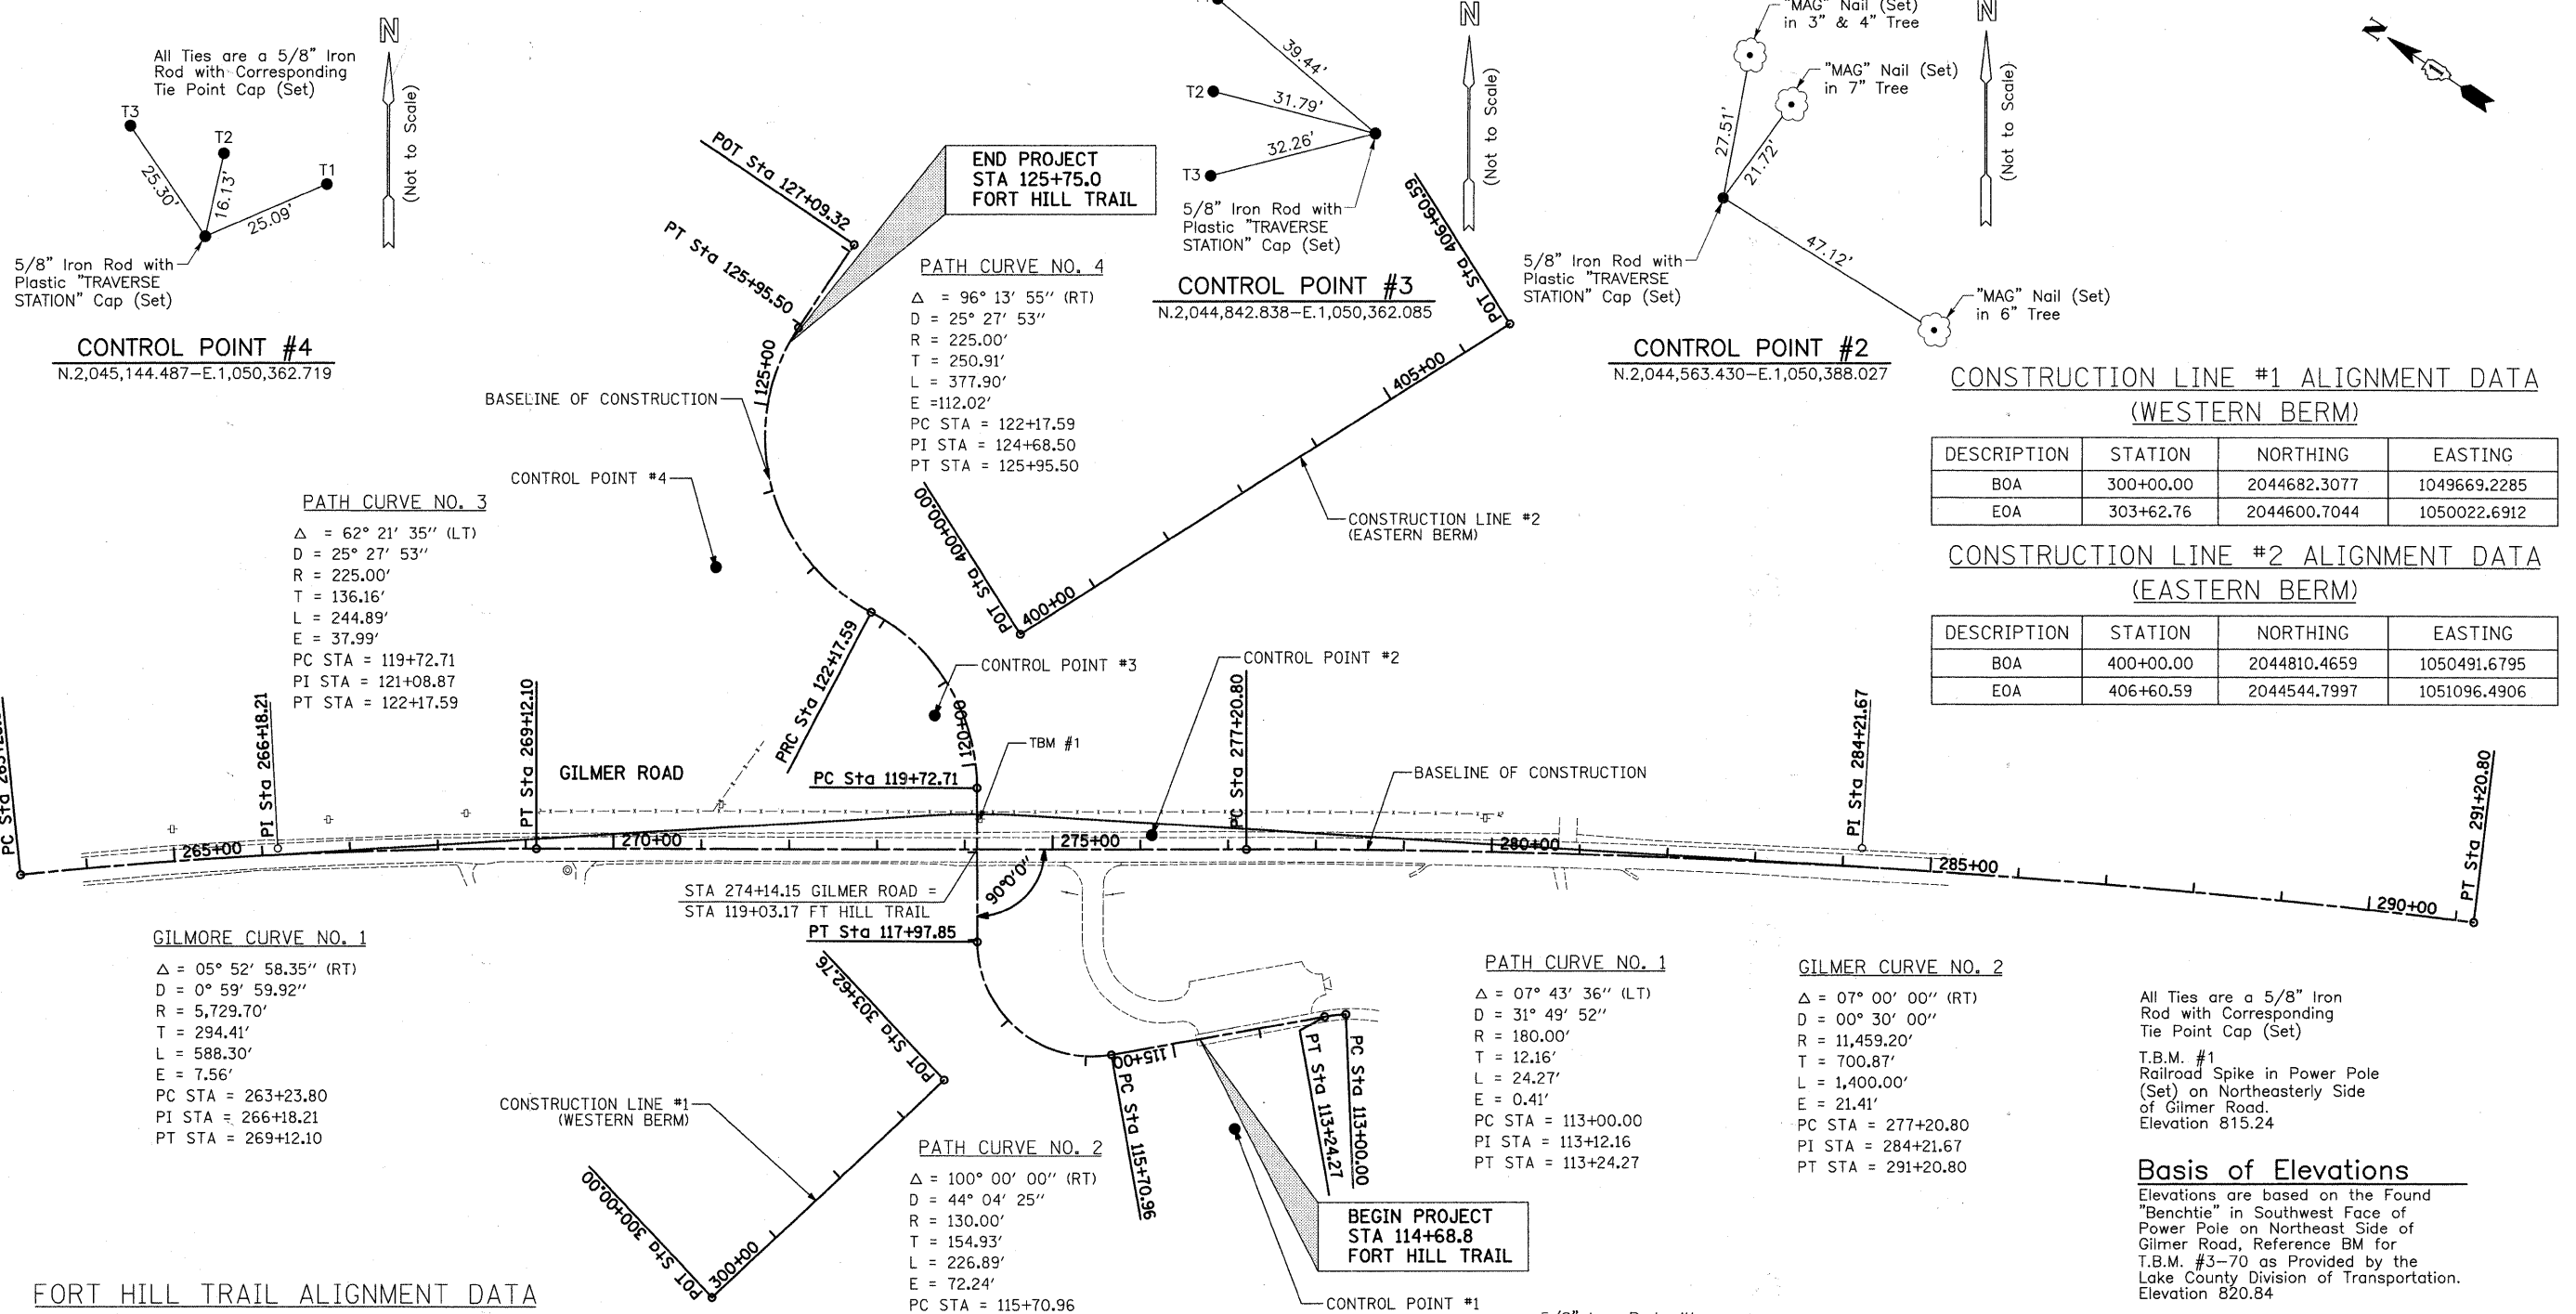 All Ties are a 5/8" Iron
Rod with Corresponding
Tie Point Cap (Set)
T3
T2
T1
25.30'
16.13'
25.09'
5/8" Iron Rod with
Plastic "TRAVERSE
STATION" Cap (Set)
CONTROL POINT #4
N.2,045,144.487-E.1,050,362.719
N
(Not to Scale)
39.44'
T2
31.79'
T3
32.26'
5/8" Iron Rod with
Plastic "TRAVERSE
STATION" Cap (Set)
CONTROL POINT #3
N.2,044,842.838-E.1,050,362.085
N
(Not to Scale)
"MAG" Nail (Set)
in 3" & 4" Tree
"MAG" Nail (Set)
in 7" Tree
27.51'
21.72'
47.12'
5/8" Iron Rod with
Plastic "TRAVERSE
STATION" Cap (Set)
"MAG" Nail (Set)
in 6" Tree
CONTROL POINT #2
N.2,044,563.430-E.1,050,388.027
N
(Not to Scale)
N
1
POT Sta 127+09.32
PT Sta 125+95.50
END PROJECT
STA 125+75.0
FORT HILL TRAIL
125+00
BASELINE OF CONSTRUCTION
CONTROL POINT #4
PATH CURVE NO. 4
Δ = 96° 13' 55" (RT)
D = 25° 27' 53"
R = 225.00'
T = 250.91'
L = 377.90'
E =112.02'
PC STA = 122+17.59
PI STA = 124+68.50
PT STA = 125+95.50
POT Sta 406+60.59
405+00
CONSTRUCTION LINE #2
(EASTERN BERM)
POT Sta 400+00.00
400+00
CONSTRUCTION LINE #1 ALIGNMENT DATA
(WESTERN BERM)
DESCRIPTION STATION NORTHING EASTING
BOA 300+00.00 2044682.3077 1049669.2285
EOA 303+62.76 2044600.7044 1050022.6912
CONSTRUCTION LINE #2 ALIGNMENT DATA
(EASTERN BERM)
DESCRIPTION STATION NORTHING EASTING
BOA 400+00.00 2044810.4659 1050491.6795
EOA 406+60.59 2044544.7997 1051096.4906
PATH CURVE NO. 3
Δ = 62° 21' 35" (LT)
D = 25° 27' 53"
R = 225.00'
T = 136.16'
L = 244.89'
E = 37.99'
PC STA = 119+72.71
PI STA = 121+08.87
PT STA = 122+17.59
PRC Sta 122+17.59
CONTROL POINT #3
CONTROL POINT #2
120+00
TBM #1
PC Sta 119+72.71
PC Sta
PI Sta 266+18.21
PT Sta 269+12.10
GILMER ROAD
PC Sta 277+20.80
BASELINE OF CONSTRUCTION
PI Sta 284+21.67
PT Sta 291+20.80
265+00
270+00
275+00
280+00
285+00
290+00
STA 274+14.15 GILMER ROAD =
STA 119+03.17 FT HILL TRAIL
90°0'0"
PT Sta 117+97.85
GILMORE CURVE NO. 1
Δ = 05° 52' 58.35" (RT)
D = 0° 59' 59.92"
R = 5,729.70'
T = 294.41'
L = 588.30'
E = 7.56'
PC STA = 263+23.80
PI STA = 266+18.21
PT STA = 269+12.10
POT Sta 303+62.76
CONSTRUCTION LINE #1
(WESTERN BERM)
POT Sta 300+00.00
300+00
115+00
PC Sta 115+70.96
PT Sta 113+24.27
PC Sta 113+00.00
PATH CURVE NO. 2
Δ = 100° 00' 00" (RT)
D = 44° 04' 25"
R = 130.00'
T = 154.93'
L = 226.89'
E = 72.24'
PC STA = 115+70.96
BEGIN PROJECT
STA 114+68.8
FORT HILL TRAIL
CONTROL POINT #1
PATH CURVE NO. 1
Δ = 07° 43' 36" (LT)
D = 31° 49' 52"
R = 180.00'
T = 12.16'
L = 24.27'
E = 0.41'
PC STA = 113+00.00
PI STA = 113+12.16
PT STA = 113+24.27
GILMER CURVE NO. 2
Δ = 07° 00' 00" (RT)
D = 00° 30' 00"
R = 11,459.20'
T = 700.87'
L = 1,400.00'
E = 21.41'
PC STA = 277+20.80
PI STA = 284+21.67
PT STA = 291+20.80
All Ties are a 5/8" Iron
Rod with Corresponding
Tie Point Cap (Set)
T.B.M. #1
Railroad Spike in Power Pole
(Set) on Northeasterly Side
of Gilmer Road.
Elevation 815.24
Basis of Elevations
Elevations are based on the Found
"Benchtie" in Southwest Face of
Power Pole on Northeast Side of
Gilmer Road, Reference BM for
T.B.M. #3-70 as Provided by the
Lake County Division of Transportation.
Elevation 820.84
FORT HILL TRAIL ALIGNMENT DATA